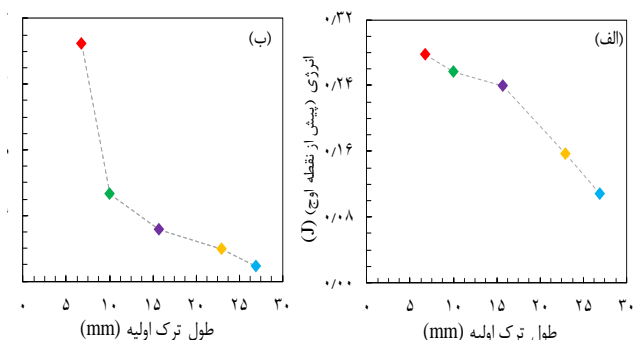 (الف)
انرژی (پیش از نقطه اوج) (J)
۰/۳۲
۰/۲۴
۰/۱۶
۰/۰۸
۰/۰۰
۰ ۵ ۱۰ ۱۵ ۲۰ ۲۵ ۳۰
طول ترک اولیه (mm)
(ب)
۰ ۵ ۱۰ ۱۵ ۲۰ ۲۵ ۳۰
طول ترک اولیه (mm)